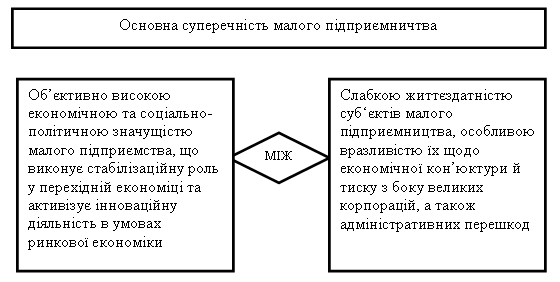 Основна суперечність малого підприємництва
Об’єктивно високою
економічною та соціально-
політичною значущістю
малого підприємства, що
виконує стабілізаційну роль
у перехідній економіці та
активізує інноваційну
діяльність в умовах
ринкової економіки
МІЖ
Слабкою життєздатністю
суб‘єктів малого
підприємництва, особливою
вразливістю їх щодо
економічної кон’юктури й
тиску з боку великих
корпорацій, а також
адміністративних перешкод